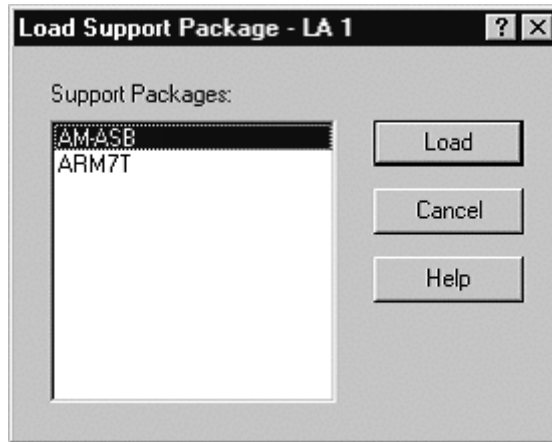 Load Support Package - LA 1
Support Packages:
AM-ASB
ARM7T
Load
Cancel
Help